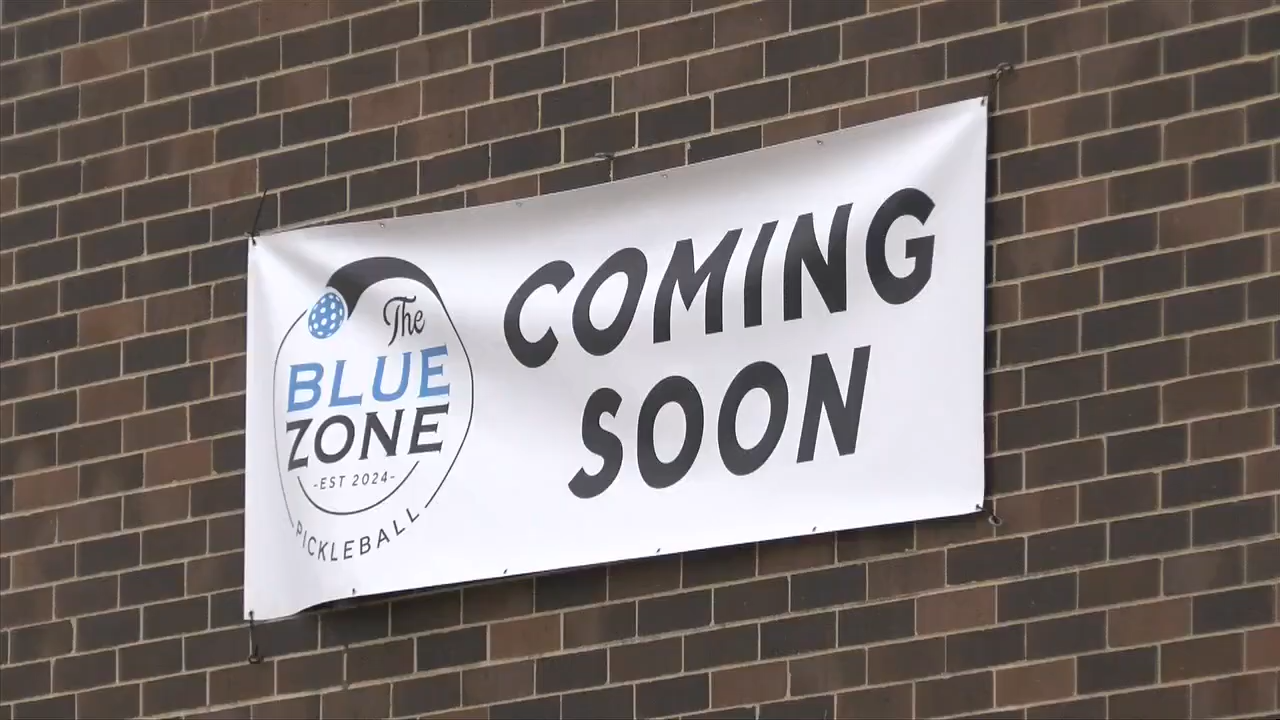 The
BLUE
ZONE
-EST 2024-
PICKLEBALL
COMING
SOON